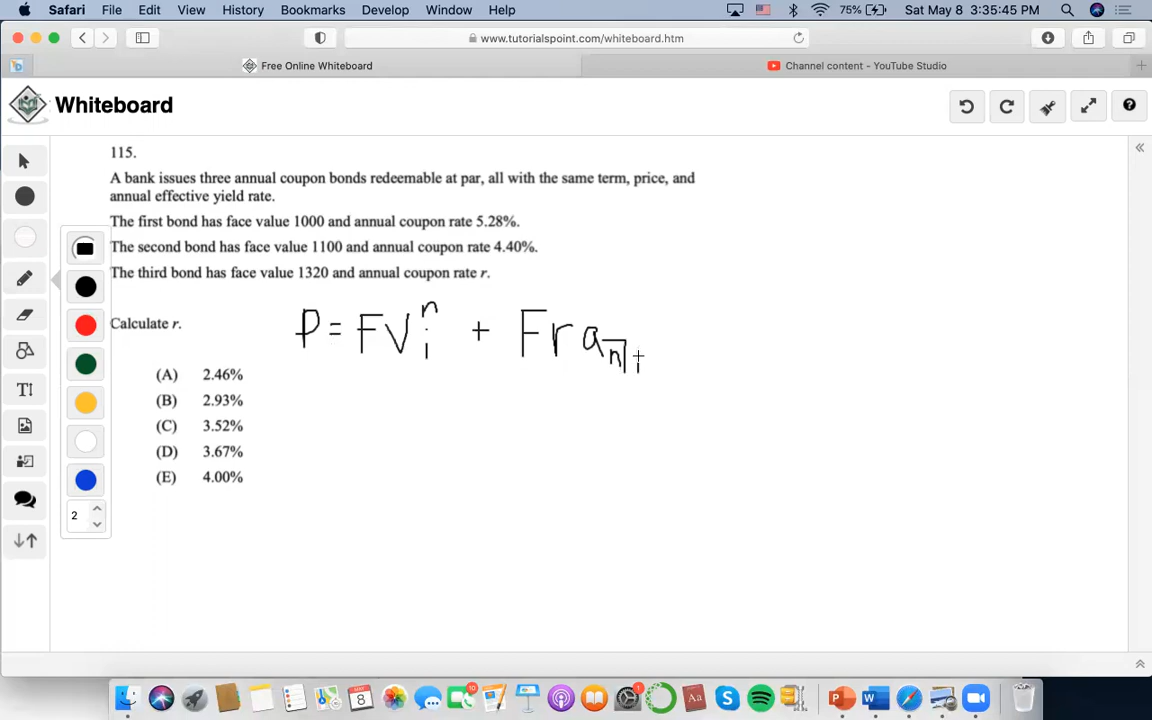 Safari File Edit View History Bookmarks Develop Window Help 75% Sat May 8 3:35:45 PM
www.tutorialspoint.com/whiteboard.htm
Free Online Whiteboard Channel content - YouTube Studio
Whiteboard
115.
A bank issues three annual coupon bonds redeemable at par, all with the same term, price, and
annual effective yield rate.
The first bond has face value 1000 and annual coupon rate 5.28%.
The second bond has face value 1100 and annual coupon rate 4.40%.
The third bond has face value 1320 and annual coupon rate r.
Calculate r.
P = F V_i^n + F r a_n̅|i
(A) 2.46%
(B) 2.93%
(C) 3.52%
(D) 3.67%
(E) 4.00%
2